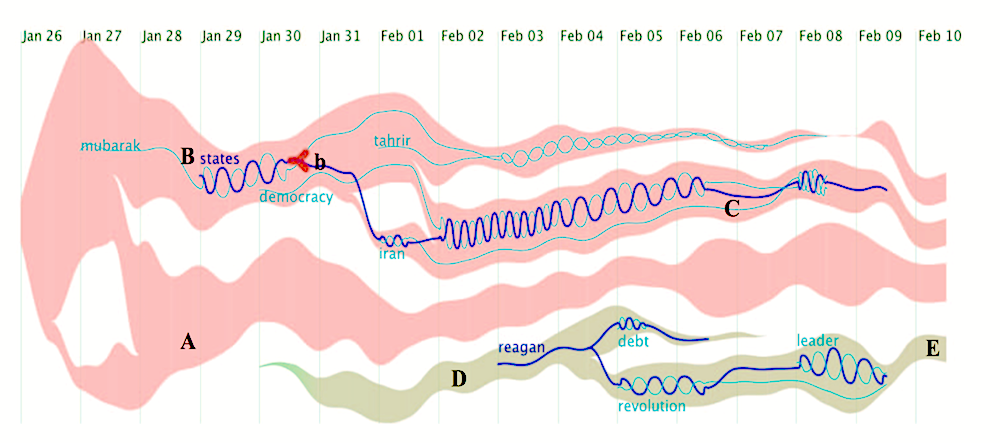 Jan 26 Jan 27 Jan 28 Jan 29 Jan 30 Jan 31 Feb 01 Feb 02 Feb 03 Feb 04 Feb 05 Feb 06 Feb 07 Feb 08 Feb 09 Feb 10
mubarak
tahrir
B states
b
democracy
C
iran
A
reagan
debt
leader
E
D
revolution